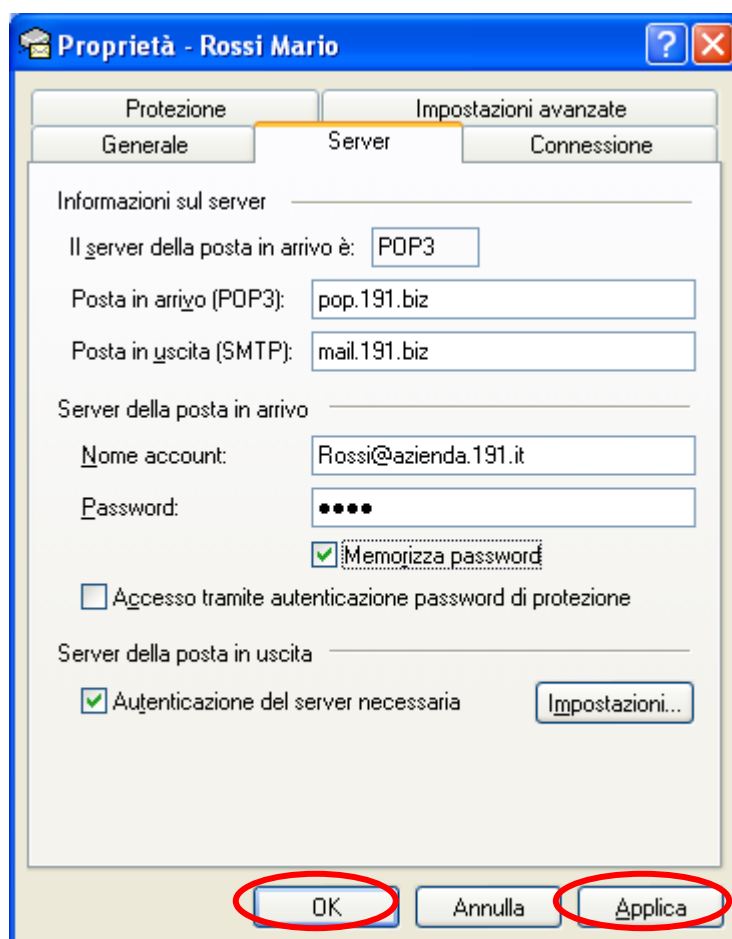 Proprietà - Rossi Mario
Protezione Impostazioni avanzate
Generale Server Connessione
Informazioni sul server
Il server della posta in arrivo è: POP3
Posta in arrivo (POP3): pop.191.biz
Posta in uscita (SMTP): mail.191.biz
Server della posta in arrivo
Nome account: Rossi@azienda.191.it
Password: ●●●●
Memorizza password
Accesso tramite autenticazione password di protezione
Server della posta in uscita
Autenticazione del server necessaria Impostazioni...
OK Annulla Applica